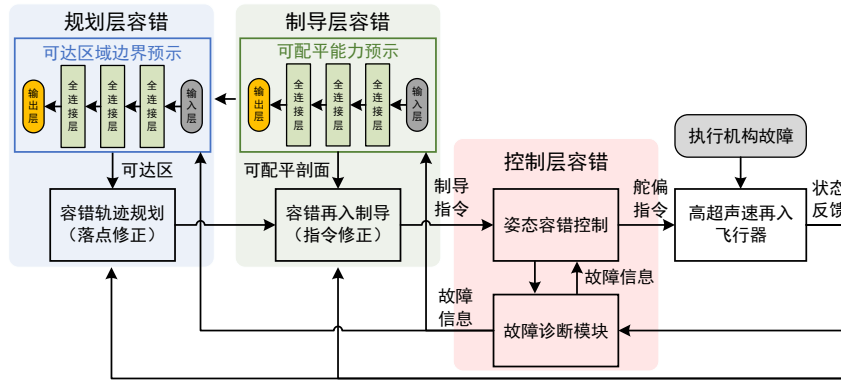 规划层容错
可达区域边界预示
输出层
全连接层
全连接层
全连接层
输入层
可达区
容错轨迹规划
(落点修正)
制导层容错
可配平能力预示
输出层
全连接层
全连接层
全连接层
输入层
可配平剖面
容错再入制导
(指令修正)
制导
指令
控制层容错
姿态容错控制
故障信息
故障
信息
故障诊断模块
舵偏
指令
执行机构故障
高超声速再入
飞行器
状态
反馈